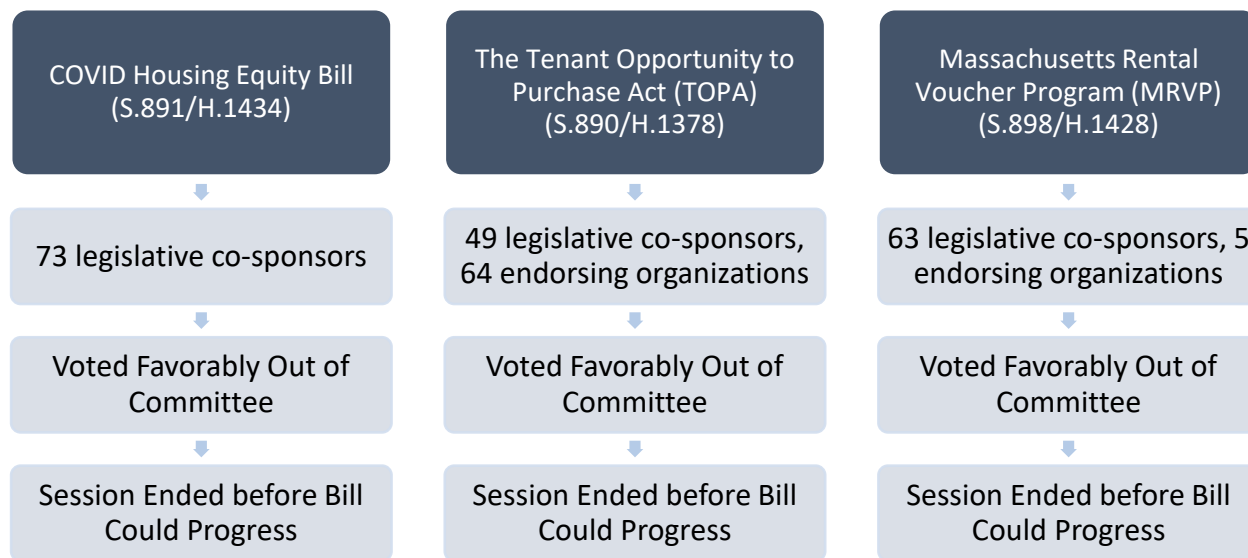 COVID Housing Equity Bill
(S.891/H.1434)
73 legislative co-sponsors
Voted Favorably Out of
Committee
Session Ended before Bill
Could Progress
The Tenant Opportunity to
Purchase Act (TOPA)
(S.890/H.1378)
49 legislative co-sponsors,
64 endorsing organizations
Voted Favorably Out of
Committee
Session Ended before Bill
Could Progress
Massachusetts Rental
Voucher Program (MRVP)
(S.898/H.1428)
63 legislative co-sponsors,
endorsing organizations
Voted Favorably Out of
Committee
Session Ended before Bill
Could Progress